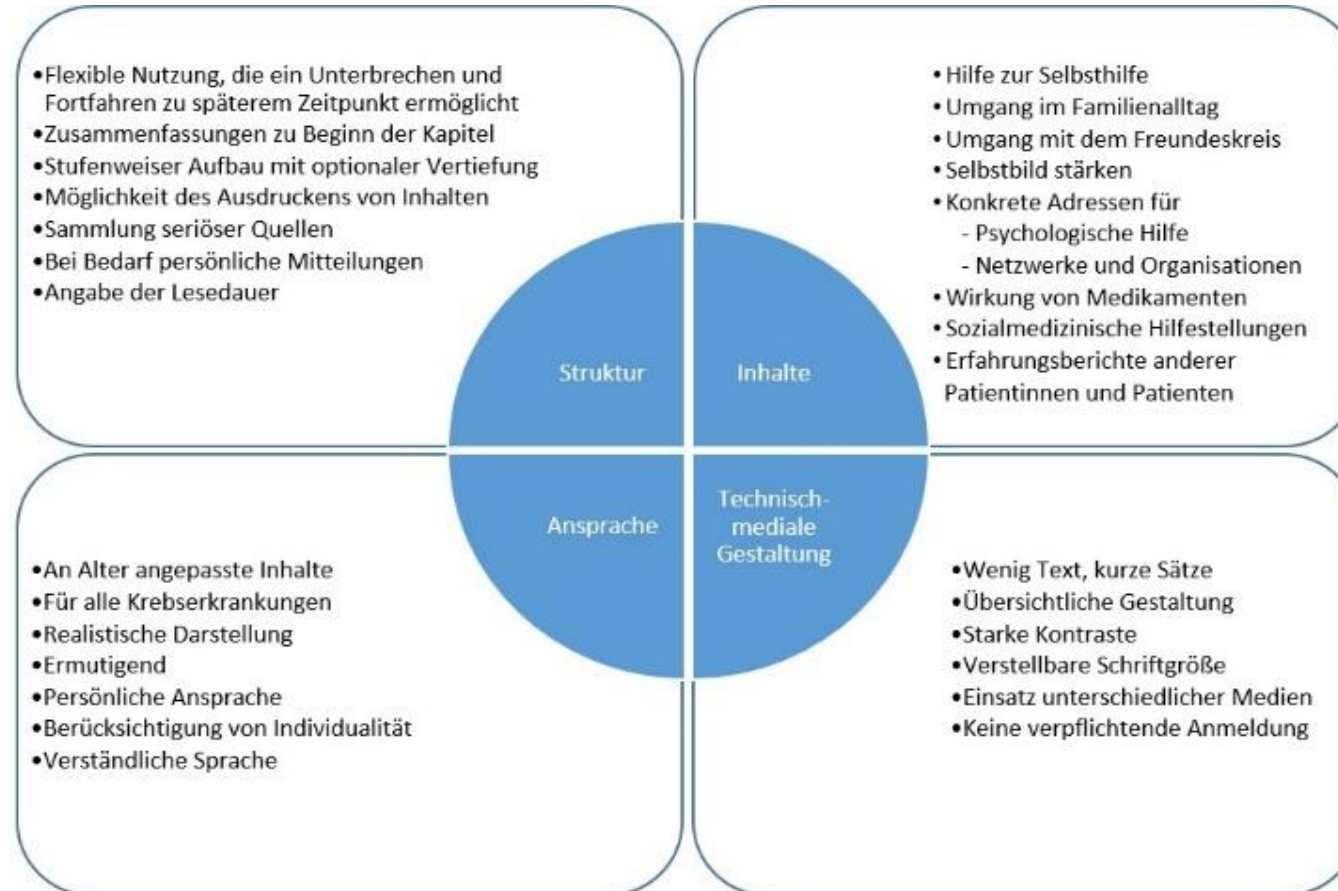 •Flexible Nutzung, die ein Unterbrechen und
Fortfahren zu späterem Zeitpunkt ermöglicht
•Zusammenfassungen zu Beginn der Kapitel
•Stufenweiser Aufbau mit optionaler Vertiefung
•Möglichkeit des Ausdruckens von Inhalten
•Sammlung seriöser Quellen
•Bei Bedarf persönliche Mitteilungen
•Angabe der Lesedauer
Struktur
• Hilfe zur Selbsthilfe
• Umgang im Familienalltag
• Umgang mit dem Freundeskreis
• Selbstbild stärken
• Konkrete Adressen für
- Psychologische Hilfe
- Netzwerke und Organisationen
• Wirkung von Medikamenten
• Sozialmedizinische Hilfestellungen
• Erfahrungsberichte anderer
Patientinnen und Patienten
Inhalte
Ansprache
•An Alter angepasste Inhalte
•Für alle Krebserkrankungen
•Realistische Darstellung
•Ermutigend
•Persönliche Ansprache
•Berücksichtigung von Individualität
•Verständliche Sprache
Technisch-
mediale
Gestaltung
•Wenig Text, kurze Sätze
•Übersichtliche Gestaltung
•Starke Kontraste
•Verstellbare Schriftgröße
•Einsatz unterschiedlicher Medien
•Keine verpflichtende Anmeldung